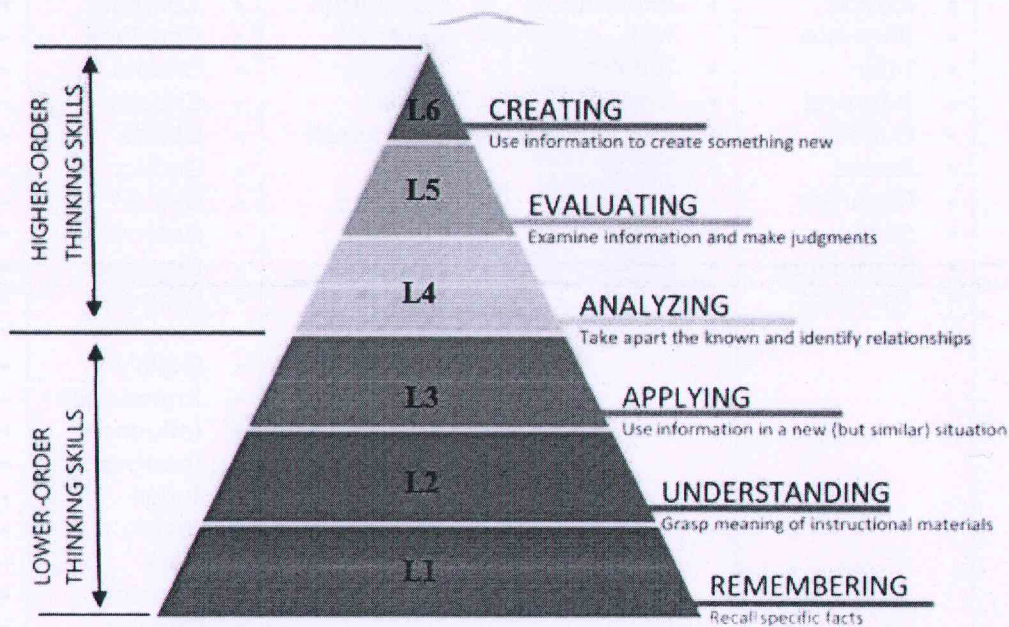 HIGHER-ORDER
THINKING SKILLS
L6
CREATING
Use information to create something new
L5
EVALUATING
Examine information and make judgments
L4
ANALYZING
Take apart the known and identify relationships
LOWER-ORDER
THINKING SKILLS
L3
APPLYING
Use information in a new (but similar) situation
L2
UNDERSTANDING
Grasp meaning of instructional materials
L1
REMEMBERING
Recall specific facts